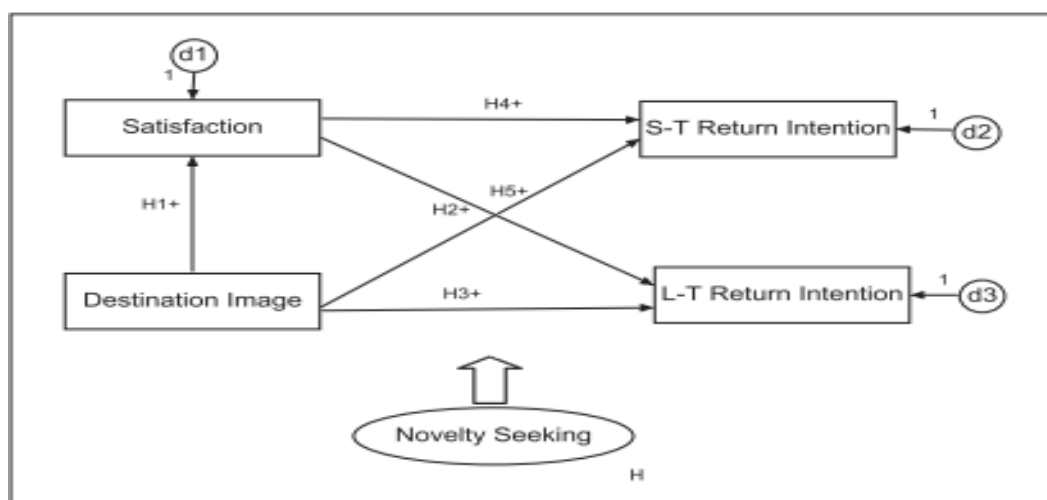 d1
1
Satisfaction
H4+
S-T Return Intention
1
d2
H1+
H5+
H2+
Destination Image
H3+
L-T Return Intention
1
d3
Novelty Seeking
H